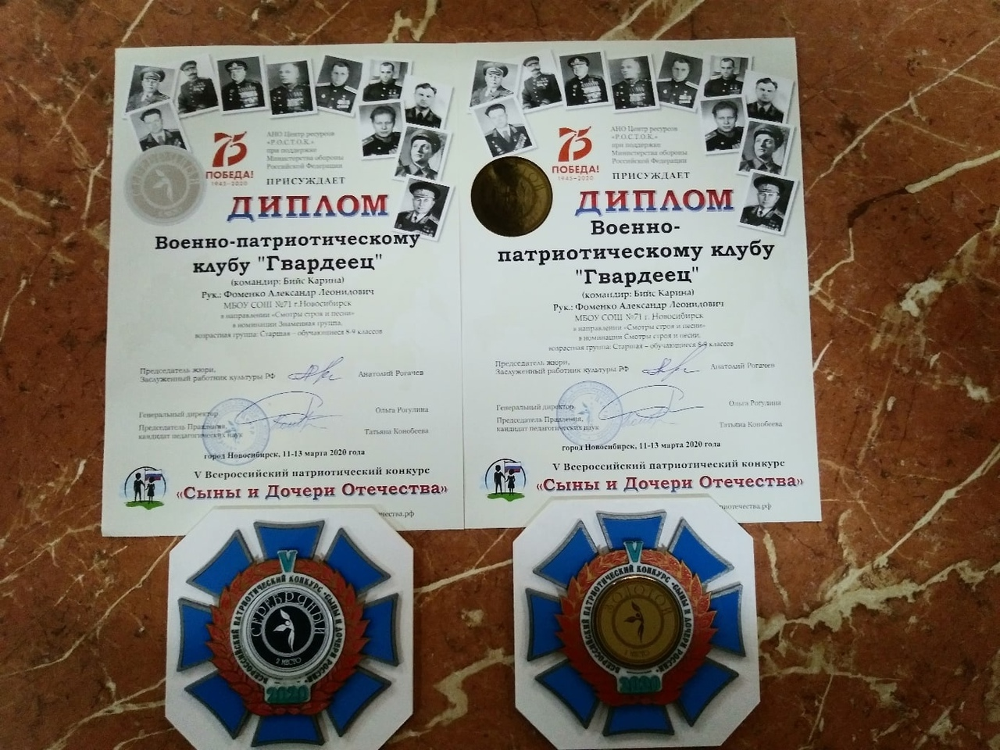 75
ПОБЕДА!
1945–2020
АНО Центр ресурсов
«Р.О.С.Т.О.К.»
при поддержке
Министерства обороны
Российской Федерации
ПРИСУЖДАЕТ
ДИПЛОМ
Военно-патриотическому
клубу "Гвардеец"
(командир: Бийс Карина)
Рук.: Фоменко Александр Леонидович
МБОУ СОШ №71 г.Новосибирск
в направлении «Смотры строя и песни»
в номинации Знаменная группа,
возрастная группа: Старшая – обучающиеся 8-9 классов
Председатель жюри,
Заслуженный работник культуры РФ
Анатолий Рогачев
Генеральный директор
Ольга Рогулина
Председатель Правления,
кандидат педагогических наук
Татьяна Конобеева
город Новосибирск, 11-13 марта 2020 года
V Всероссийский патриотический конкурс
«Сыны и Дочери Отечества»
75
ПОБЕДА!
1945–2020
АНО Центр ресурсов
«Р.О.С.Т.О.К.»
при поддержке
Министерства обороны
Российской Федерации
ПРИСУЖДАЕТ
ДИПЛОМ
Военно-
патриотическому клубу
"Гвардеец"
(командир: Бийс Карина)
Рук.: Фоменко Александр Леонидович
МБОУ СОШ №71 г. Новосибирск
в направлении «Смотры строя и песни»
в номинации Смотры строя и песни,
возрастная группа: Старшая – обучающиеся 8-9 классов
Председатель жюри,
Заслуженный работник культуры РФ
Анатолий Рогачев
Генеральный директор
Ольга Рогулина
Председатель Правления,
кандидат педагогических наук
Татьяна Конобеева
город Новосибирск, 11-13 марта 2020 года
V Всероссийский патриотический конкурс
«Сыны и Дочери Отечества»
V
ВСЕРОССИЙСКИЙ ПАТРИОТИЧЕСКИЙ КОНКУРС «СЫНЫ И ДОЧЕРИ РОССИИ»
СЕРЕБРЯНЫЙ
2 МЕСТО
2020
V
ВСЕРОССИЙСКИЙ ПАТРИОТИЧЕСКИЙ КОНКУРС «СЫНЫ И ДОЧЕРИ РОССИИ»
ЗОЛОТОЙ
1 МЕСТО
2020